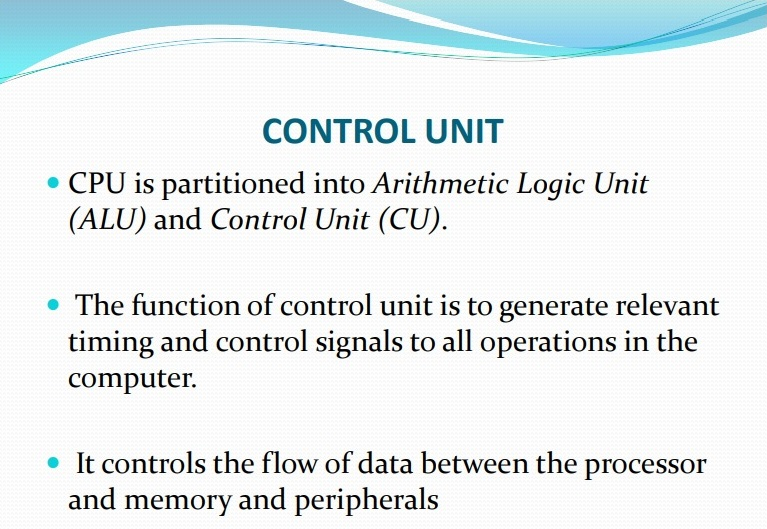 CONTROL UNIT
• CPU is partitioned into Arithmetic Logic Unit
(ALU) and Control Unit (CU).
• The function of control unit is to generate relevant
timing and control signals to all operations in the
computer.
• It controls the flow of data between the processor
and memory and peripherals